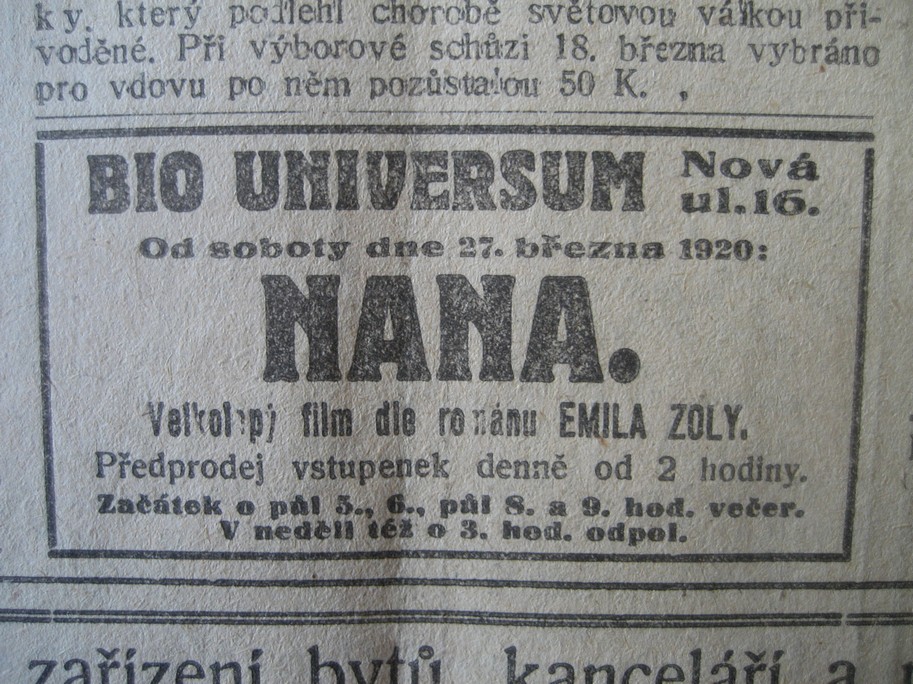 ky, který podlehl chorobě světovou válkou při-
voděné. Při výborové schůzi 18. března vybráno
pro vdovu po něm pozůstalou 50 K.
BIO UNIVERSUM Nová
ul. 16.
Od soboty dne 27. března 1920:
NANA.
Velkolepý film dle románu EMILA ZOLY.
Předprodej vstupenek denně od 2 hodiny.
Začátek o půl 5., 6., půl 8. a 9. hod. večer.
V neděli též o 3. hod. odpol.
zařízení bytů, kanceláří a